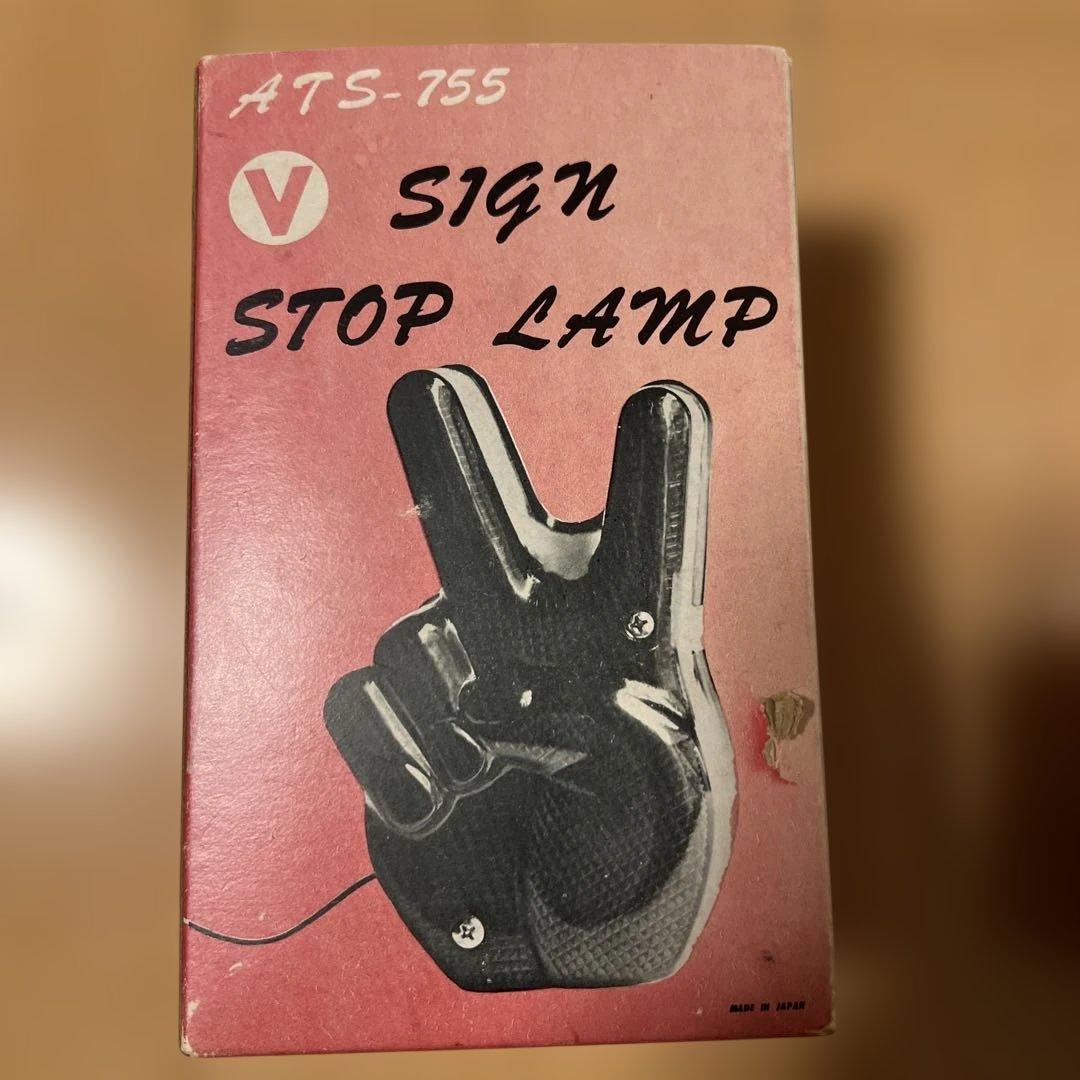 ATS-755
V SIGN
STOP LAMP
MADE IN JAPAN